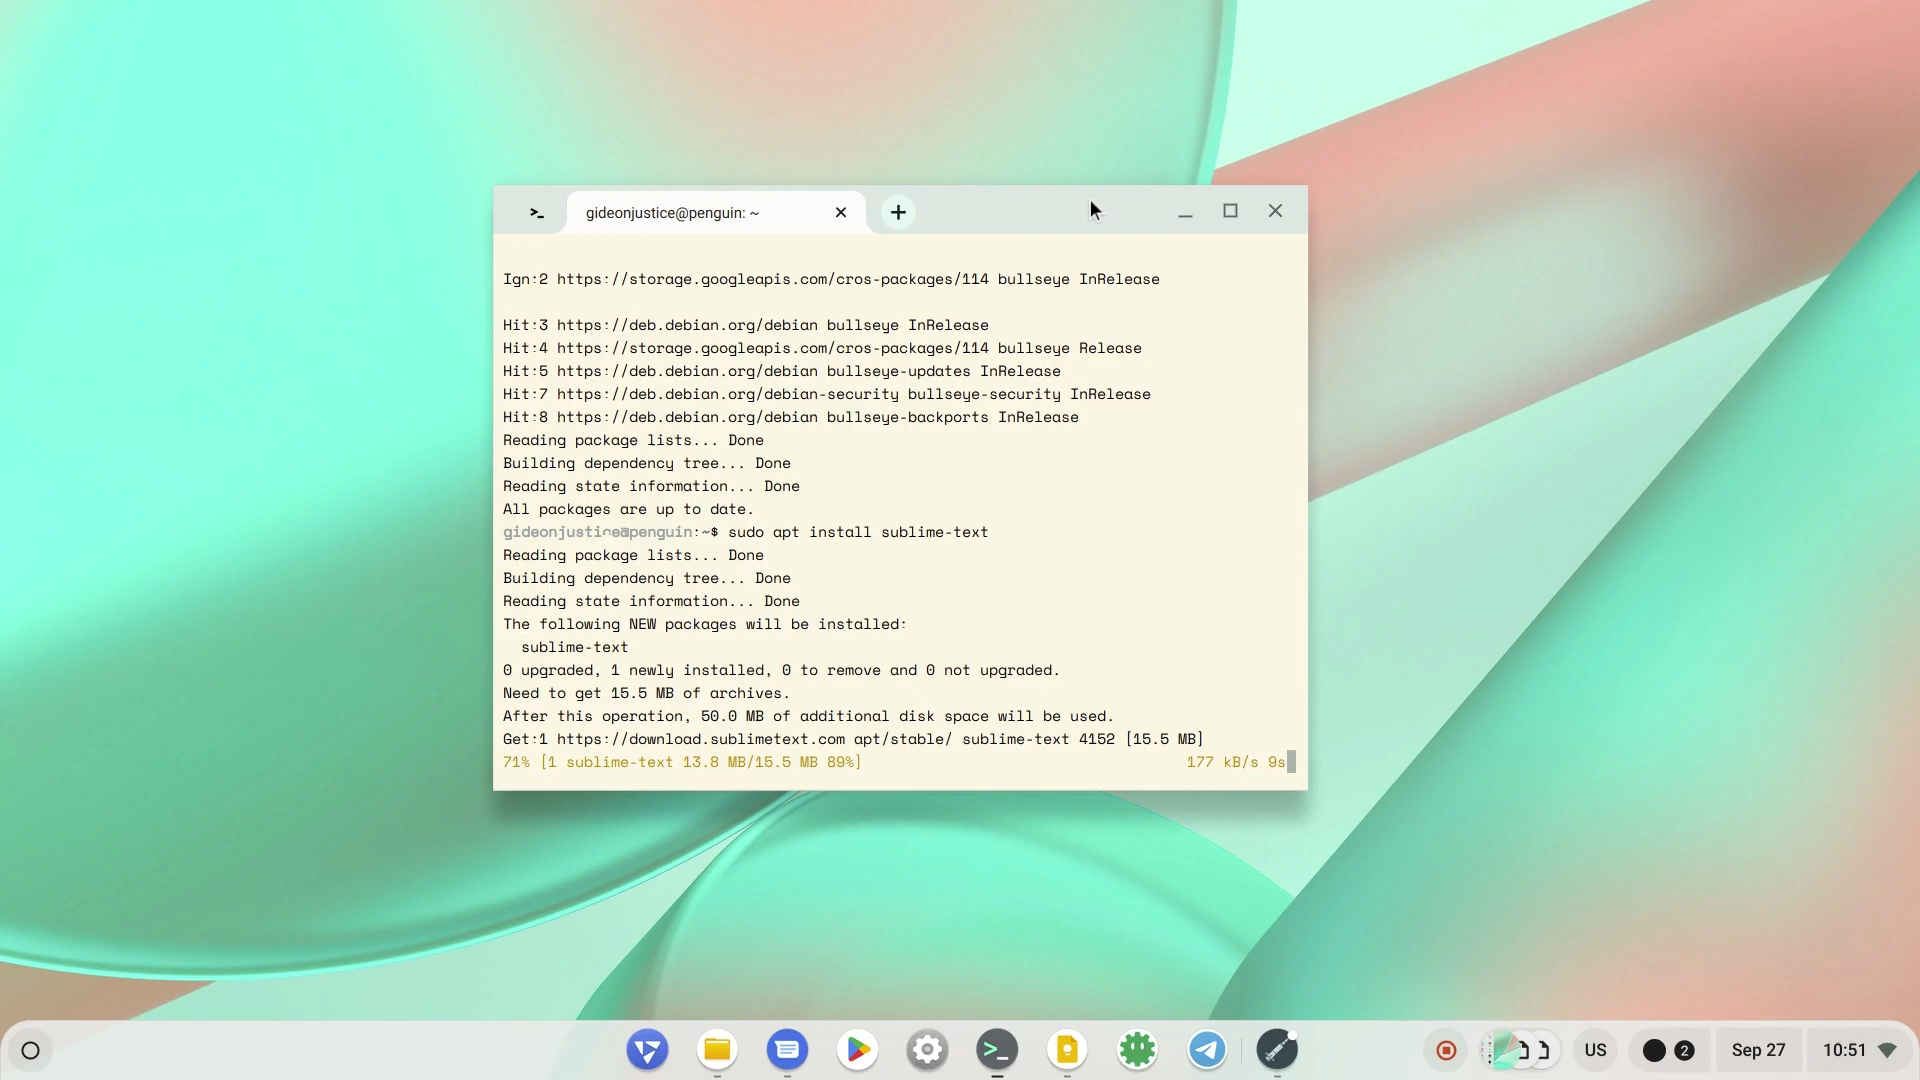 gideonjustice@penguin: ~
Ign:2 https://storage.googleapis.com/cros-packages/114 bullseye InRelease
Hit:3 https://deb.debian.org/debian bullseye InRelease
Hit:4 https://storage.googleapis.com/cros-packages/114 bullseye Release
Hit:5 https://deb.debian.org/debian bullseye-updates InRelease
Hit:7 https://deb.debian.org/debian-security bullseye-security InRelease
Hit:8 https://deb.debian.org/debian bullseye-backports InRelease
Reading package lists... Done
Building dependency tree... Done
Reading state information... Done
All packages are up to date.
gideonjustice@penguin:~$ sudo apt install sublime-text
Reading package lists... Done
Building dependency tree... Done
Reading state information... Done
The following NEW packages will be installed:
sublime-text
0 upgraded, 1 newly installed, 0 to remove and 0 not upgraded.
Need to get 15.5 MB of archives.
After this operation, 50.0 MB of additional disk space will be used.
Get:1 https://download.sublimetext.com apt/stable/ sublime-text 4152 [15.5 MB]
71% [1 sublime-text 13.8 MB/15.5 MB 89%] 177 kB/s 9s
US 2 Sep 27 10:51